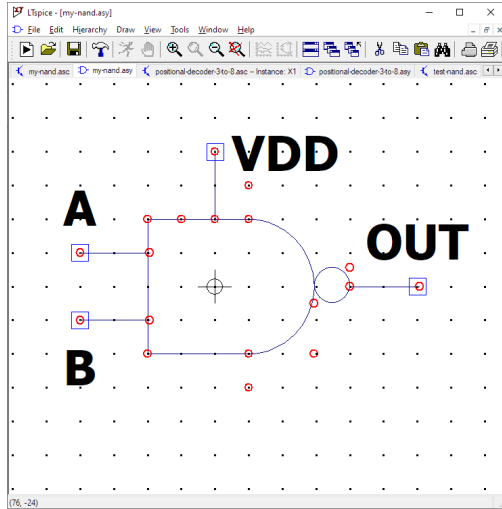 LTspice - [my-nand.asy]
File Edit Hierarchy Draw View Tools Window Help
my-nand.asc my-nand.asy positional-decoder-3-to-8.asc -- Instance: X1 positional-decoder-3-to-8.asy test-nand.asc
VDD
A
OUT
B
(76, -24)